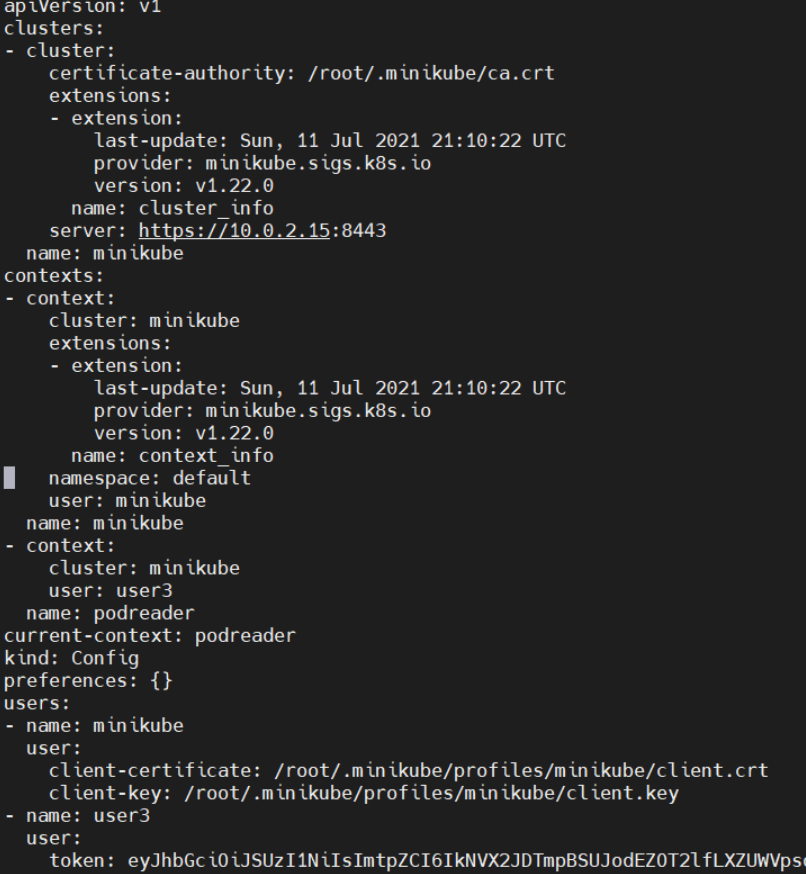 apiVersion: v1
clusters:
- cluster:
    certificate-authority: /root/.minikube/ca.crt
    extensions:
    - extension:
        last-update: Sun, 11 Jul 2021 21:10:22 UTC
        provider: minikube.sigs.k8s.io
        version: v1.22.0
      name: cluster_info
    server: https://10.0.2.15:8443
  name: minikube
contexts:
- context:
    cluster: minikube
    extensions:
    - extension:
        last-update: Sun, 11 Jul 2021 21:10:22 UTC
        provider: minikube.sigs.k8s.io
        version: v1.22.0
      name: context_info
    namespace: default
    user: minikube
  name: minikube
- context:
    cluster: minikube
    user: user3
  name: podreader
current-context: podreader
kind: Config
preferences: {}
users:
- name: minikube
  user:
    client-certificate: /root/.minikube/profiles/minikube/client.crt
    client-key: /root/.minikube/profiles/minikube/client.key
- name: user3
  user:
    token: